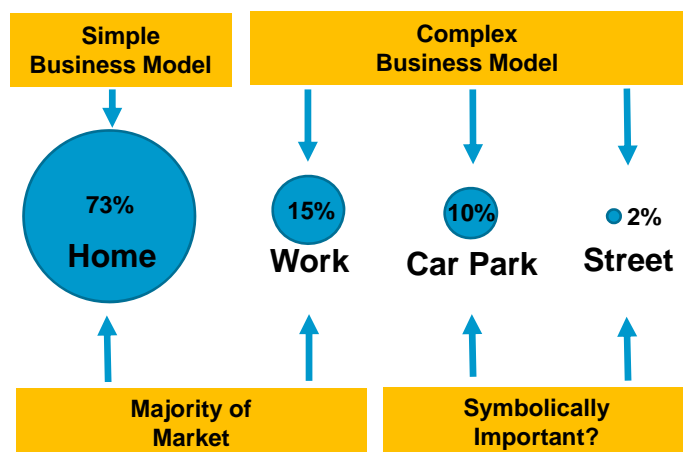 Simple
Business Model
Complex
Business Model
73%
Home
15%
Work
10%
Car Park
2%
Street
Majority of
Market
Symbolically
Important?